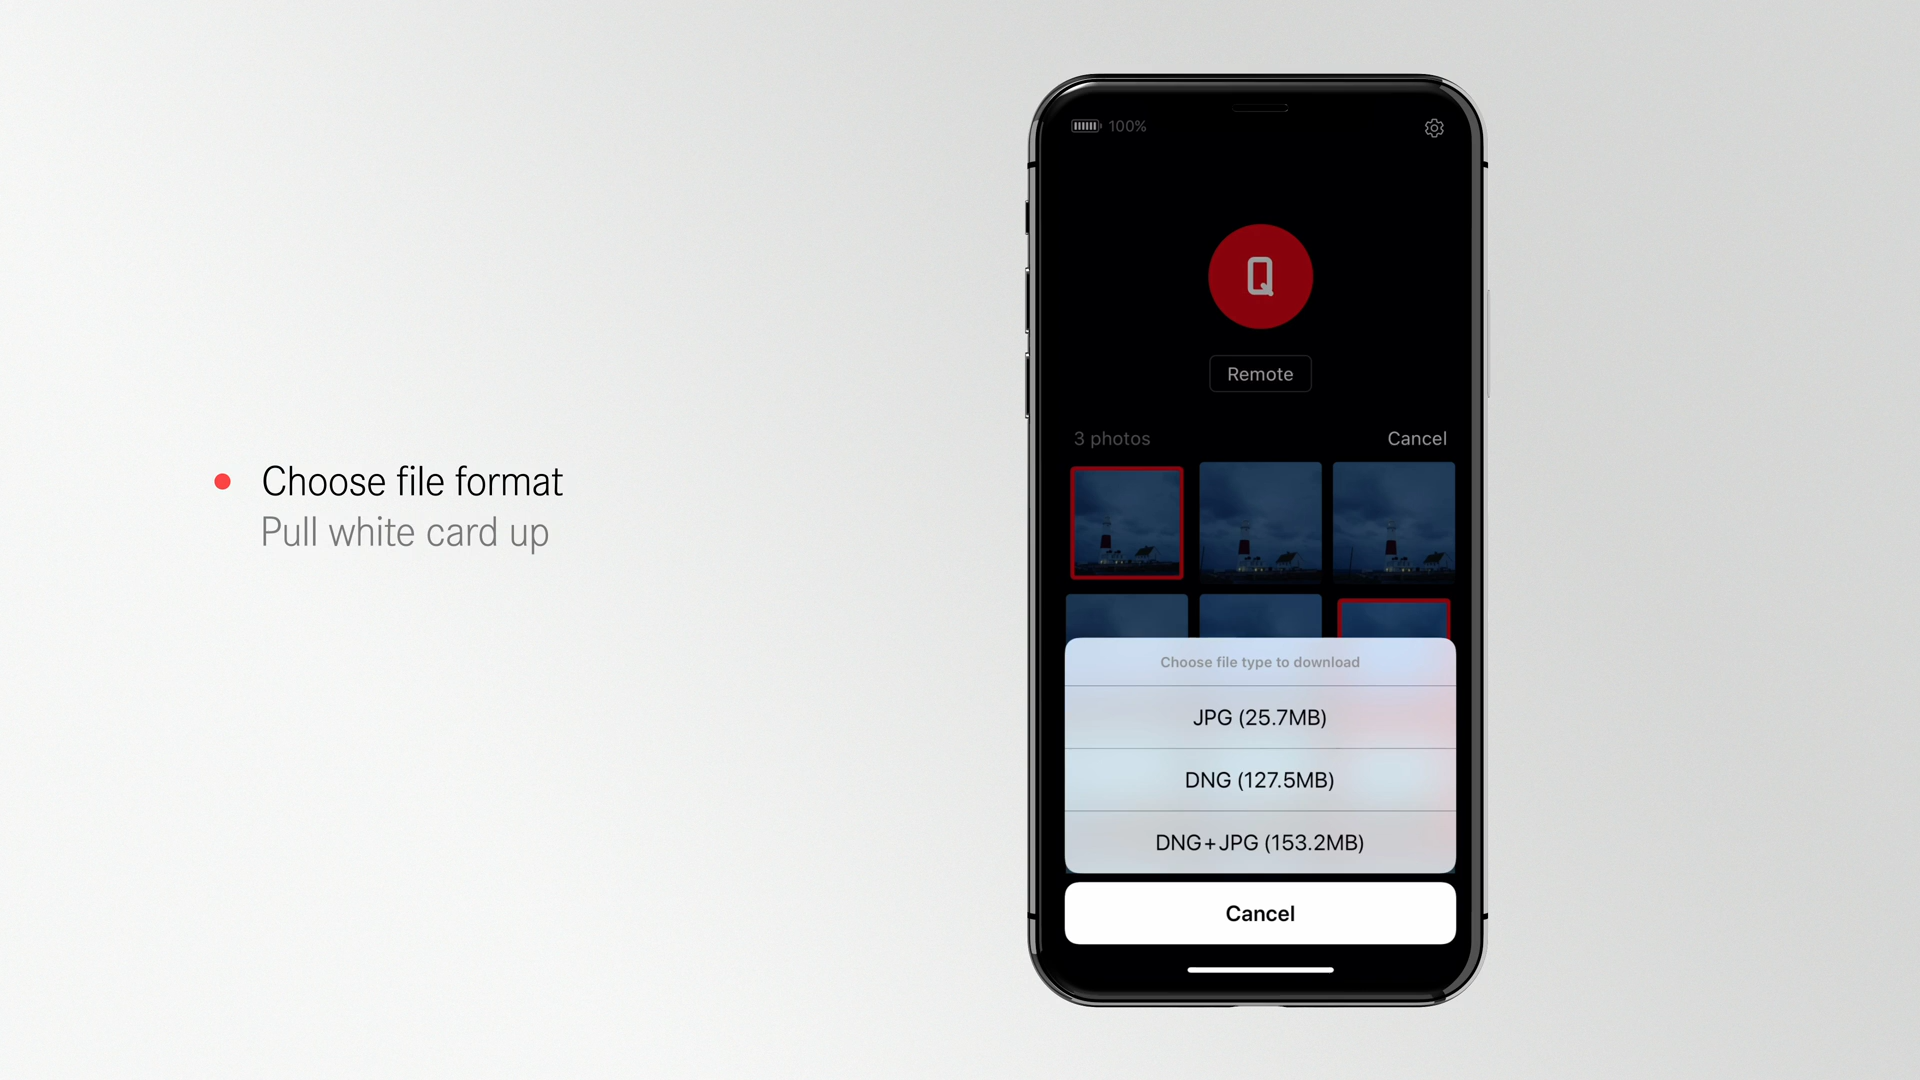 Choose file format
Pull white card up
100%
Q
Remote
3 photos
Cancel
Choose file type to download
JPG (25.7MB)
DNG (127.5MB)
DNG+JPG (153.2MB)
Cancel